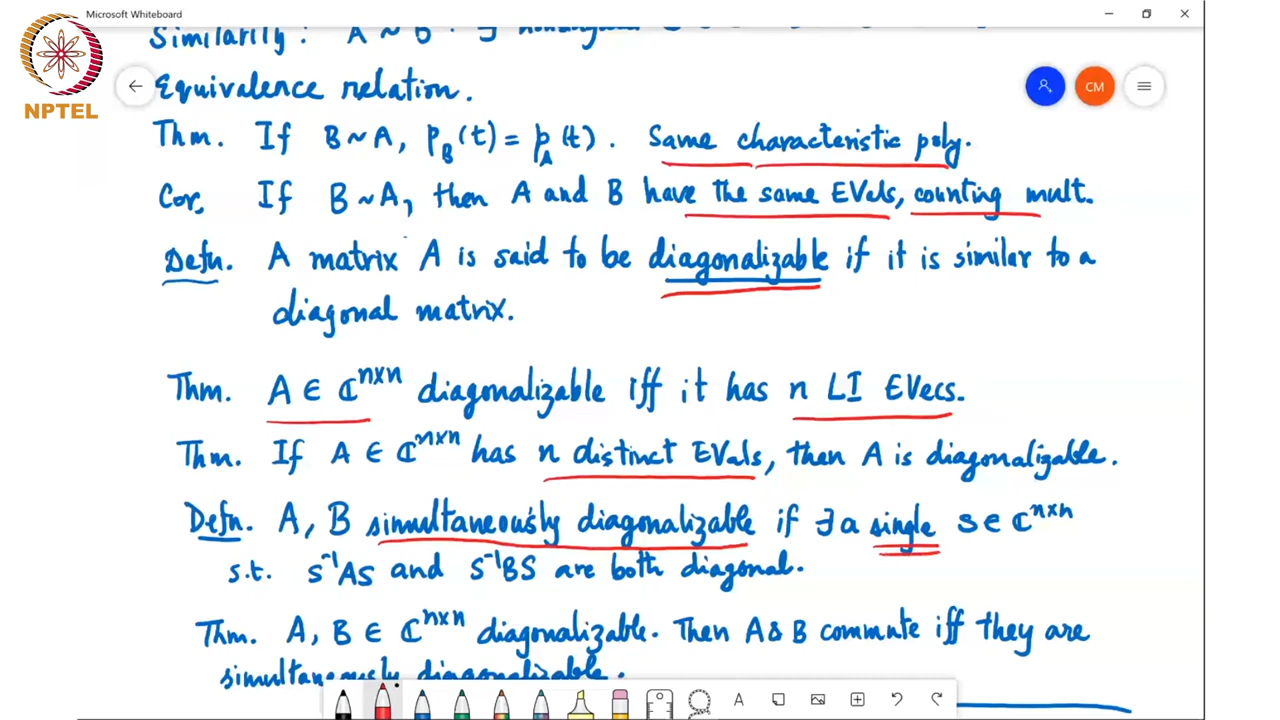 Microsoft Whiteboard
NPTEL
Similarity: A ~ B : ∃
Equivalence relation.
CM
Thm. If B ~ A, p_B(t) = p_A(t). Same characteristic poly.
Cor, If B ~ A, then A and B have the same EVals, counting mult.
Defn. A matrix A is said to be diagonalizable if it is similar to a
diagonal matrix.
Thm. A ∈ ℂ^{n×n} diagonalizable iff it has n LI EVecs.
Thm. If A ∈ ℂ^{n×n} has n distinct EVals, then A is diagonalizable.
Defn. A, B simultaneously diagonalizable if ∃ a single S ∈ ℂ^{n×n}
s.t. S⁻¹AS and S⁻¹BS are both diagonal.
Thm. A, B ∈ ℂ^{n×n} diagonalizable. Then A & B commute iff they are
simultaneously diagonalizable.